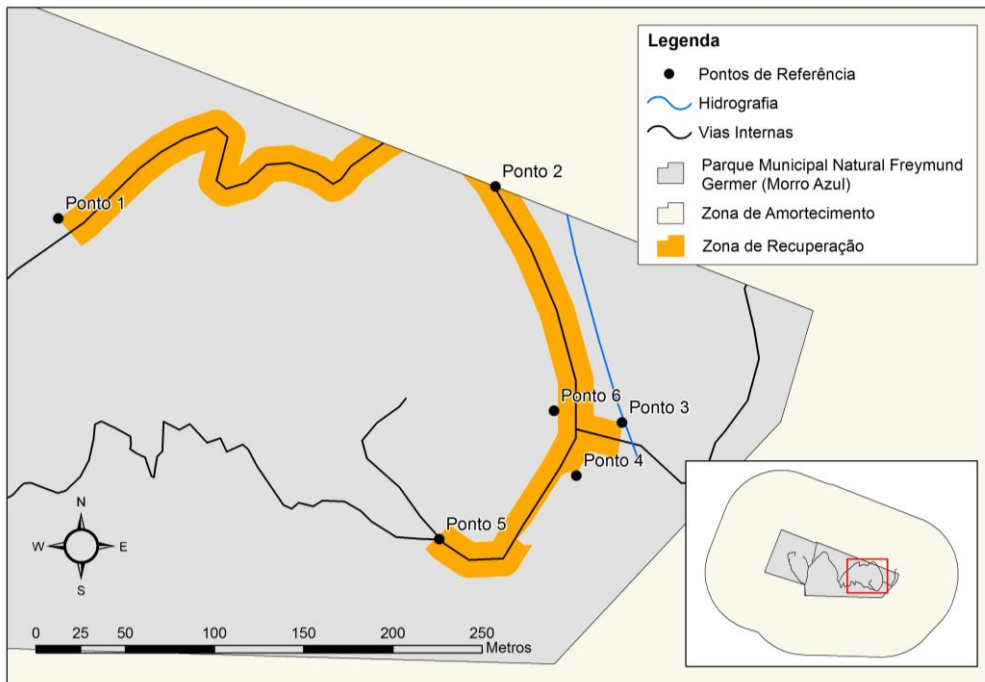 Legenda
Pontos de Referência
Hidrografia
Vias Internas
Parque Municipal Natural Freymund
Germer (Morro Azul)
Zona de Amortecimento
Zona de Recuperação
Ponto 1
Ponto 2
Ponto 6
Ponto 3
Ponto 4
Ponto 5
N
W E
S
0 25 50 100 150 200 250
Metros